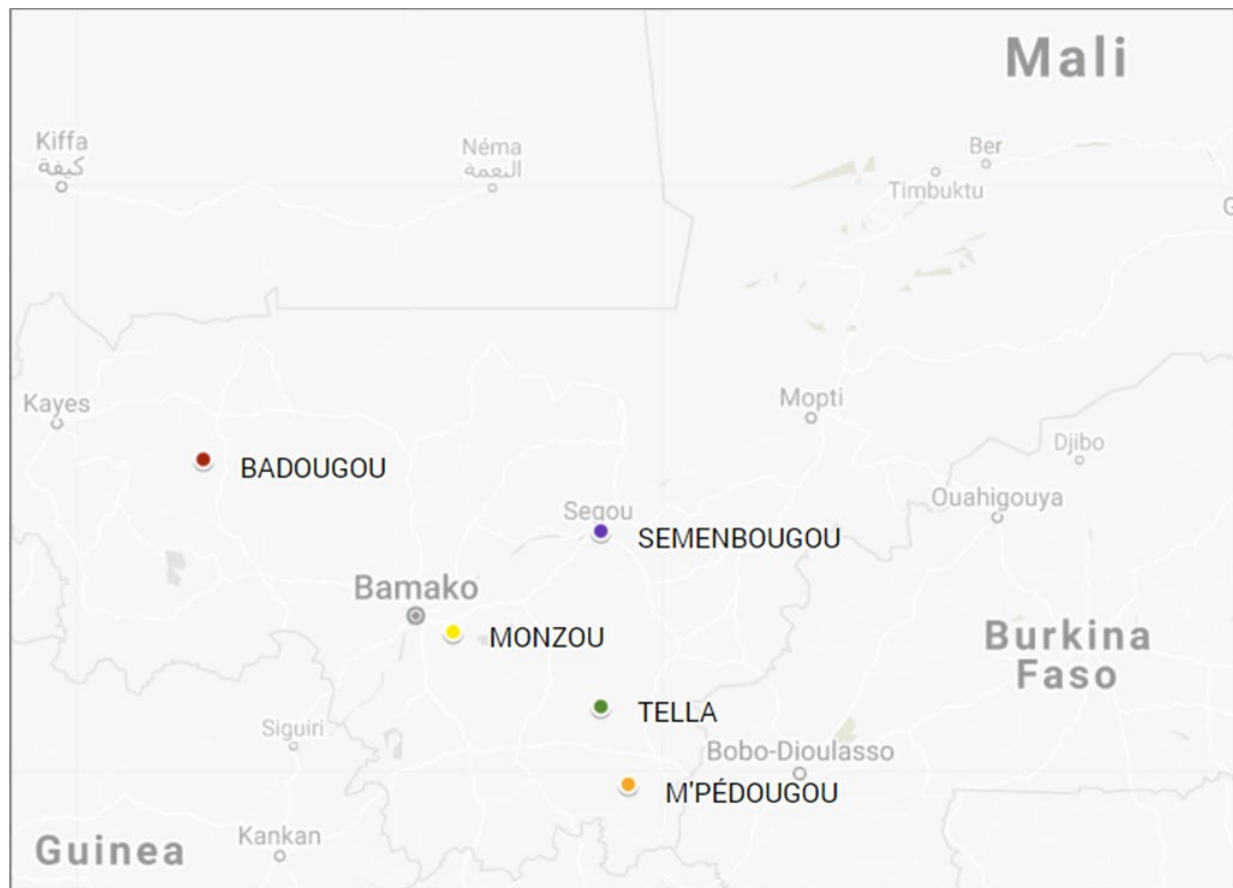 Mali
Kiffa
كيفة
Néma
النعمة
Ber
Timbuktu
G
Kayes
Mopti
BADOUGOU
Djibo
Segou
Ouahigouya
SEMENBOUGOU
Bamako
MONZOU
Burkina
Faso
TELLA
Siguiri
Bobo-Dioulasso
M'PÉDOUGOU
Kankan
Guinea